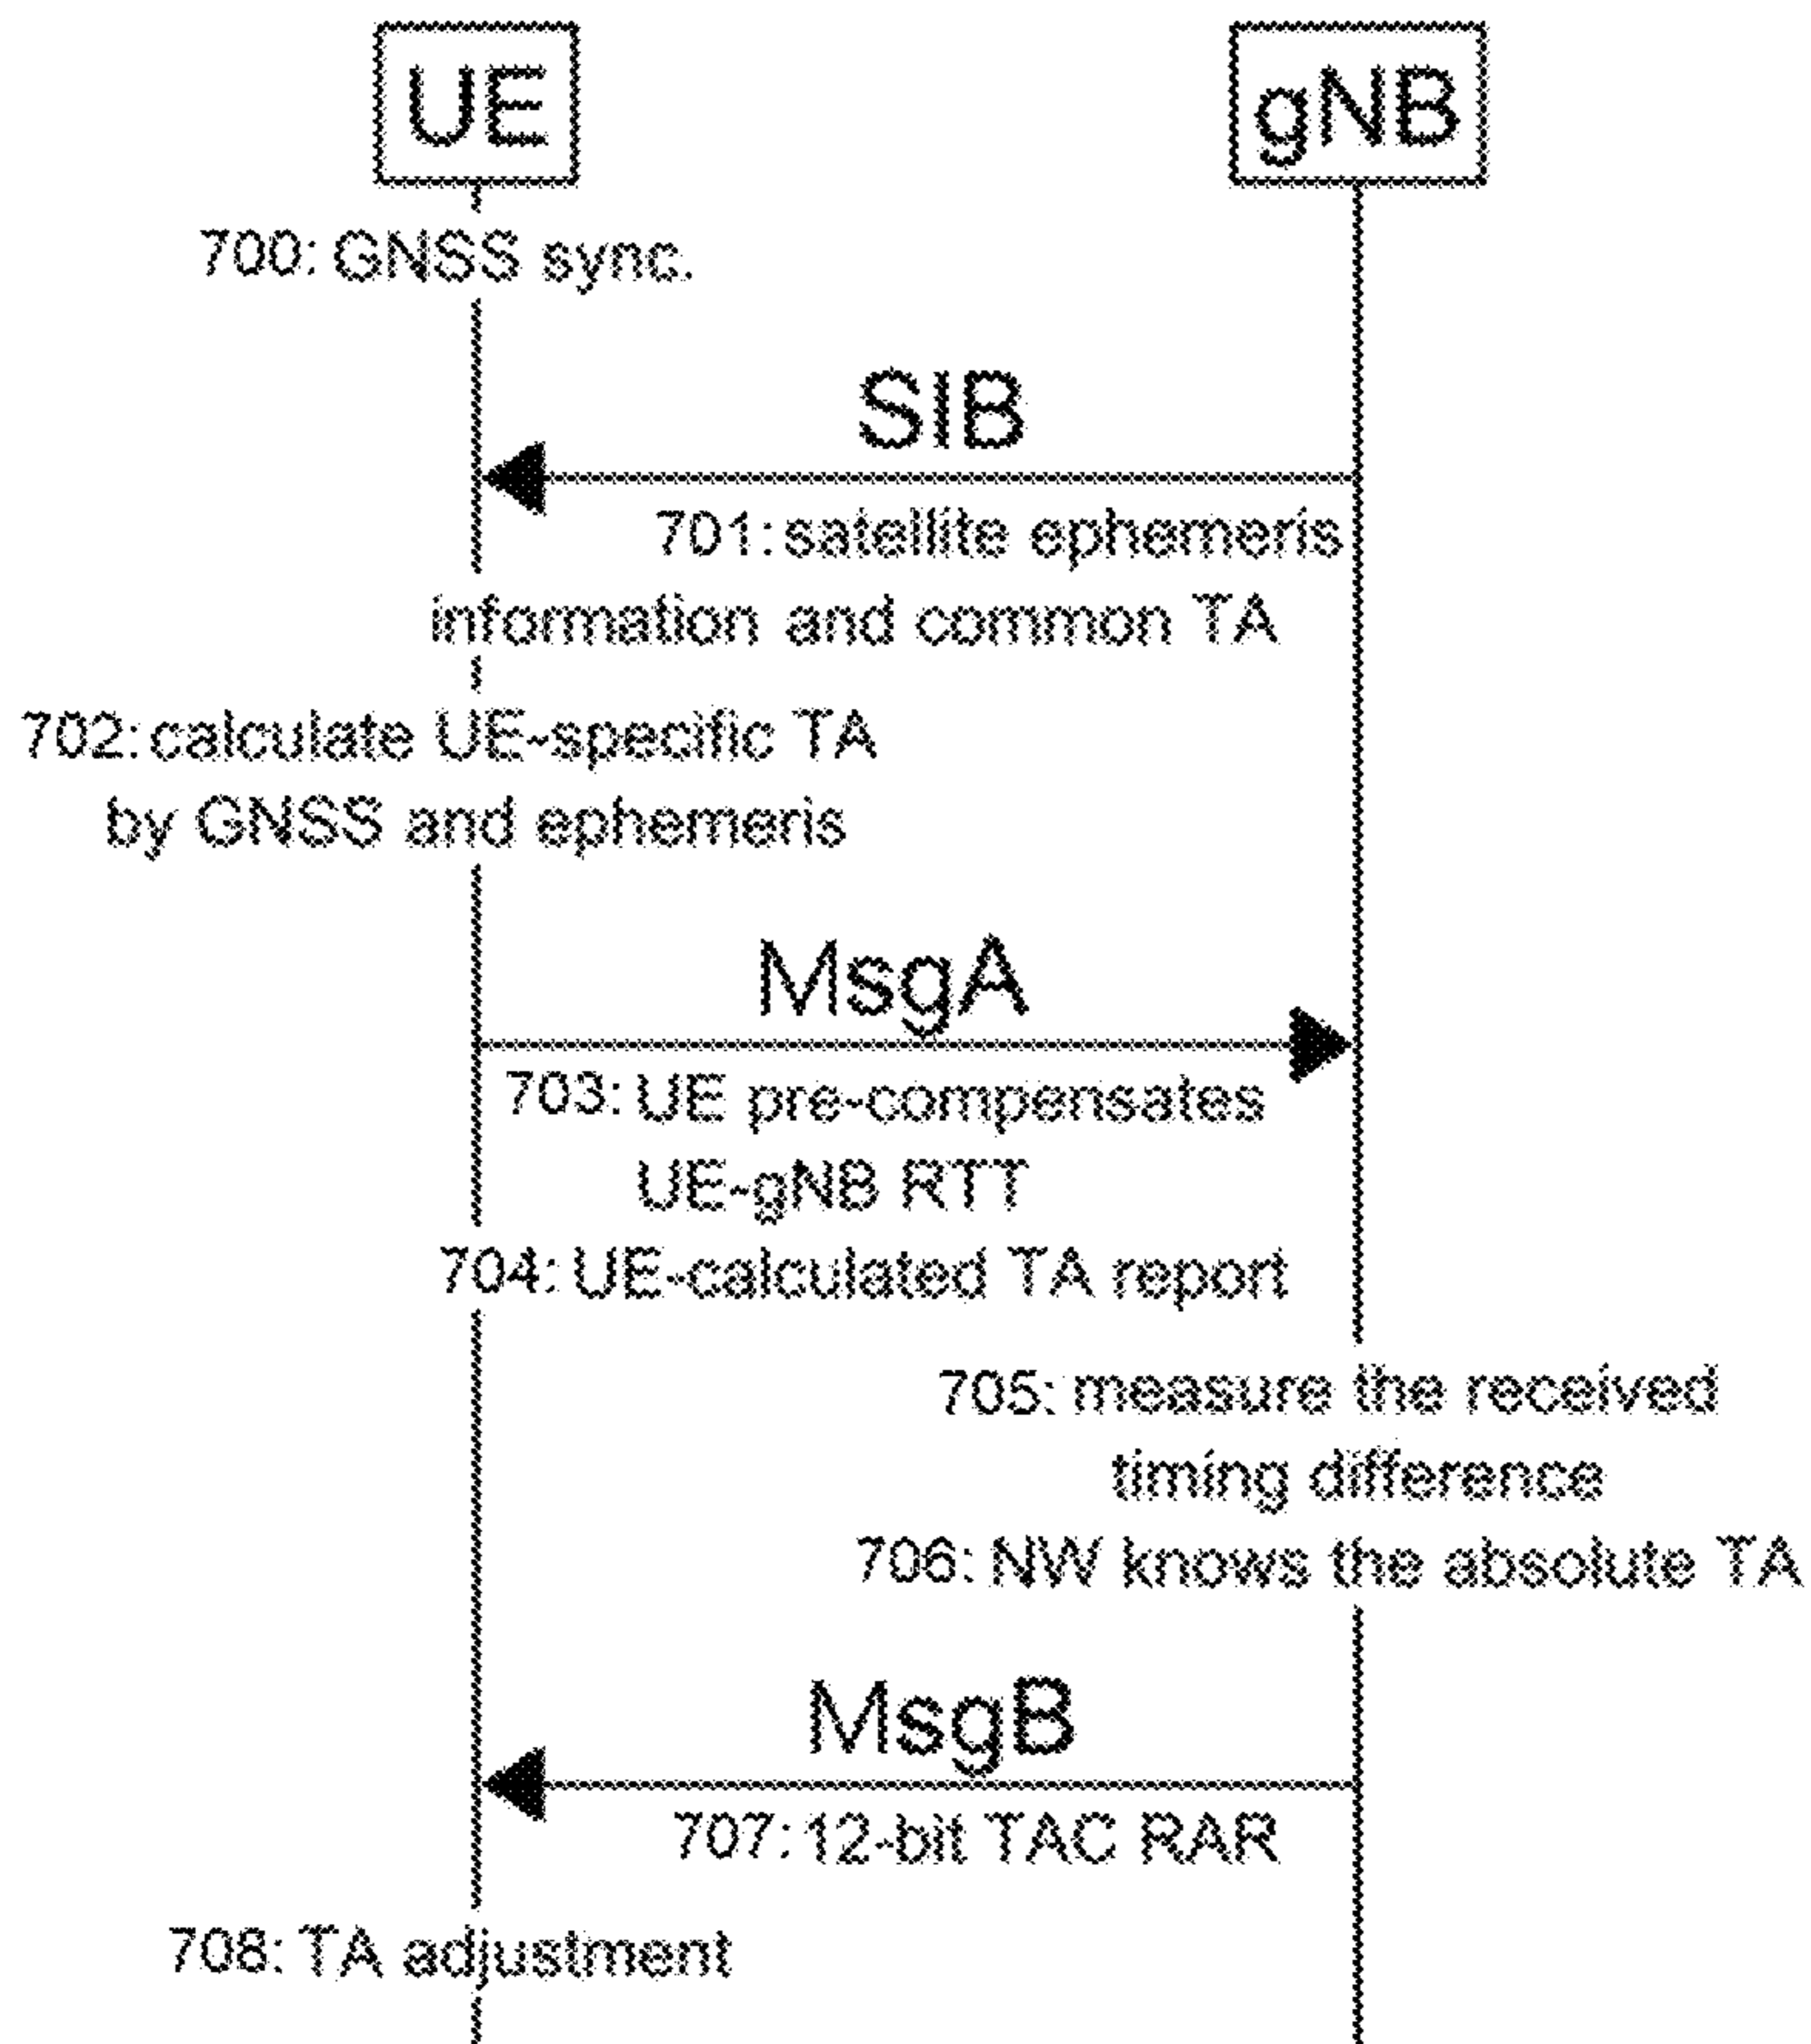 UE
gNB
700: GNSS sync.
SIB
701: satellite ephemeris
information and common TA
702: calculate UE-specific TA
by GNSS and ephemeris
MsgA
703: UE pre-compensates
UE-gNB RTT
704: UE-calculated TA report
705: measure the received
timing difference
706: NW knows the absolute TA
MsgB
707: 12-bit TAC RAR
708: TA adjustment